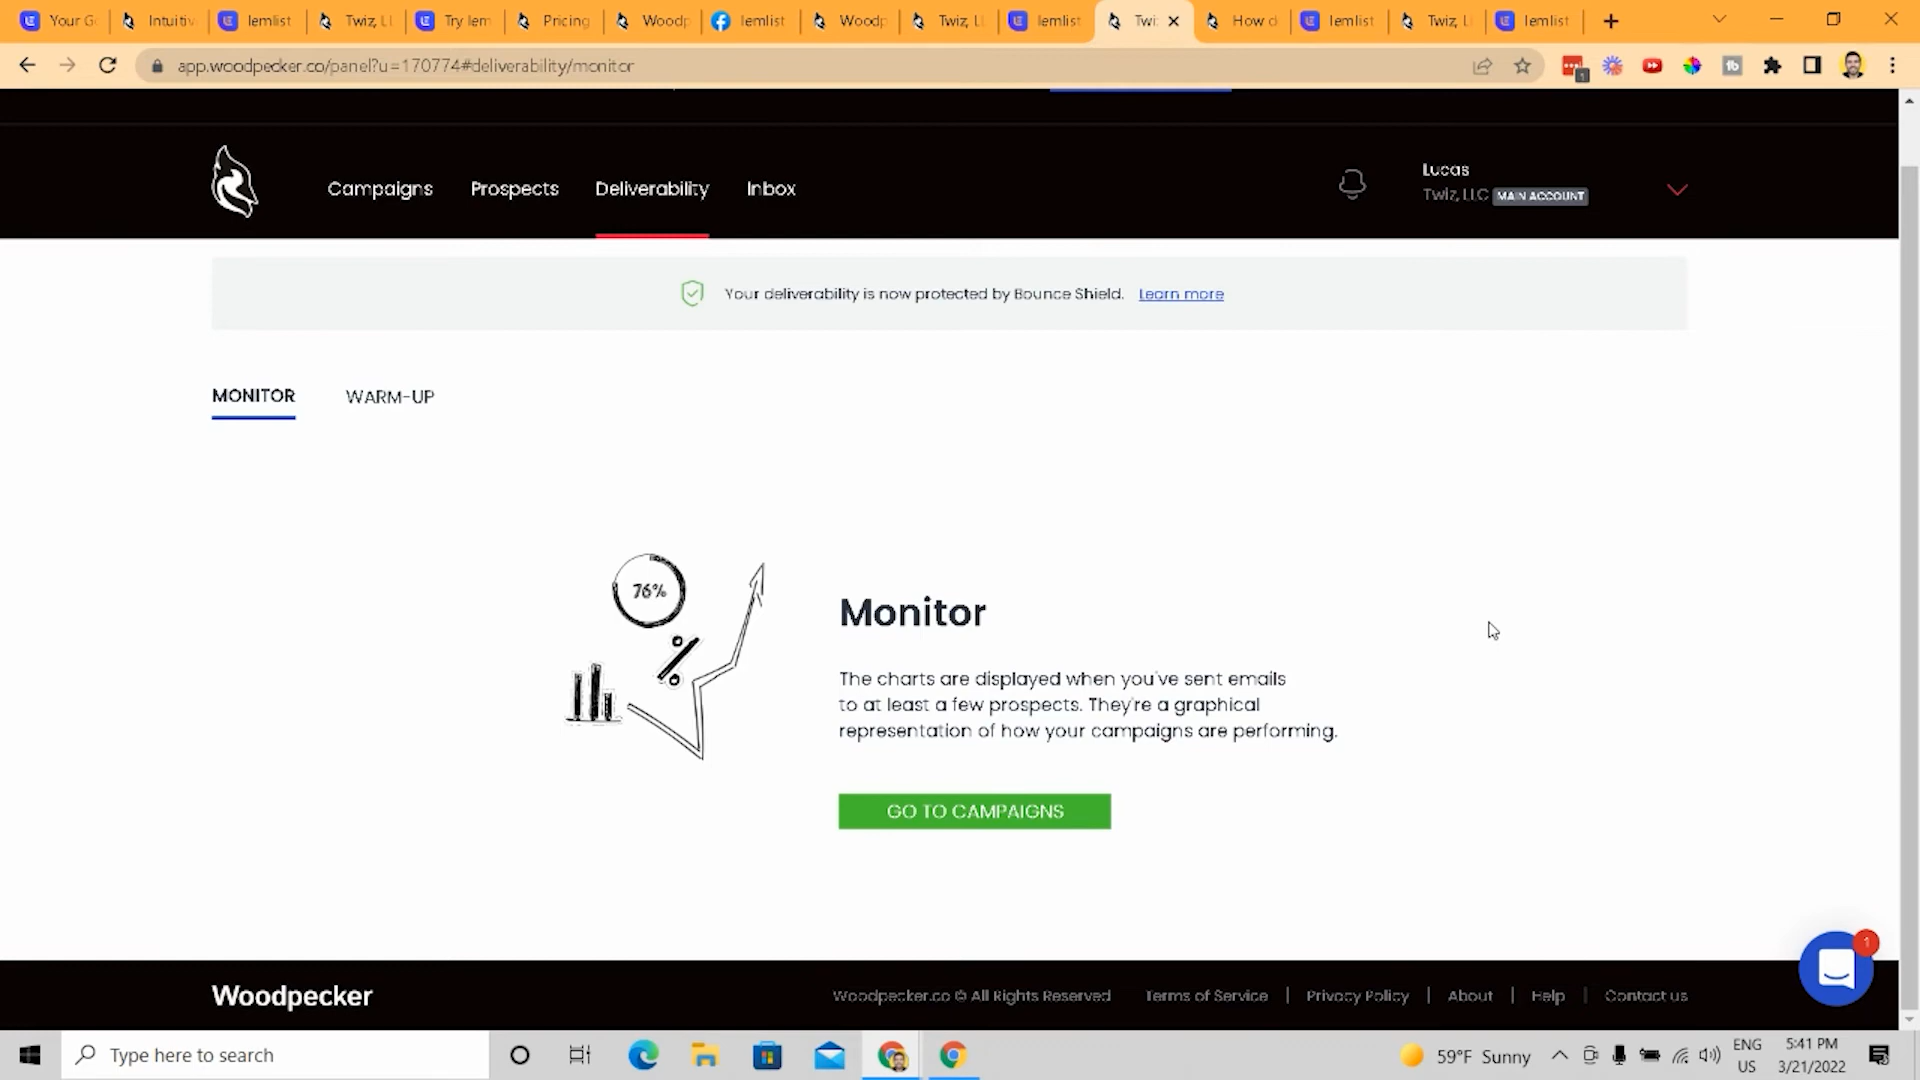 Your Go
Intuitiv
lemlist
Twiz, Ll
Try lem
Pricing
Woodp
lemlist
Woodp
Twiz, Ll
lemlist
Twi
How d
lemlist
Twiz, L
lemlist
app.woodpecker.co/panel?u=170774#deliverability/monitor
1
Campaigns
Prospects
Deliverability
Inbox
Lucas
Twiz, LLC MAIN ACCOUNT
Your deliverability is now protected by Bounce Shield. Learn more
MONITOR
WARM-UP
76%
%
Monitor
The charts are displayed when you've sent emails
to at least a few prospects. They're a graphical
representation of how your campaigns are performing.
GO TO CAMPAIGNS
1
Woodpecker
Woodpecker.co © All Rights Reserved
Terms of Service | Privacy Policy | About | Help | Contact us
Type here to search
59°F Sunny
ENG
US
5:41 PM
3/21/2022